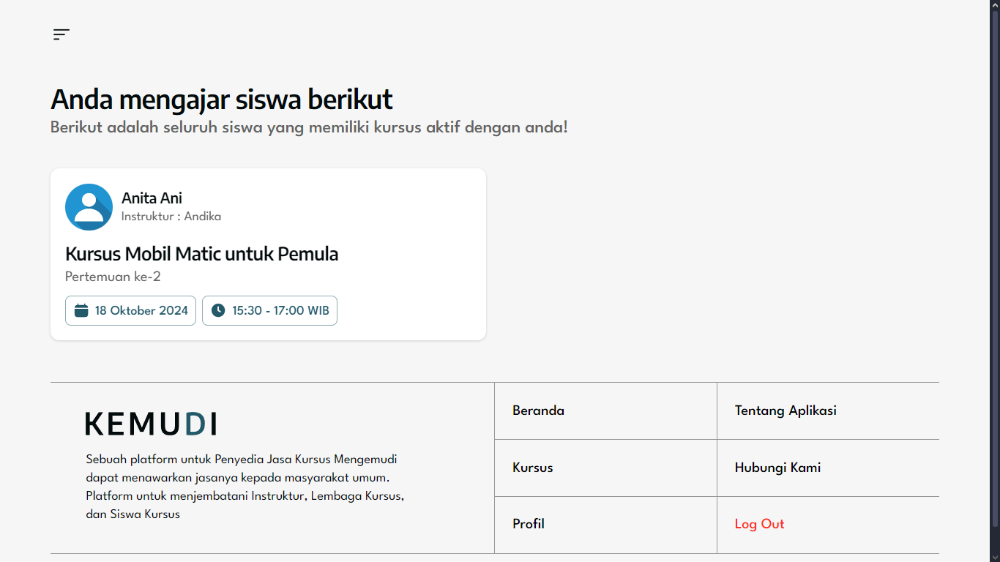 Anda mengajar siswa berikut
Berikut adalah seluruh siswa yang memiliki kursus aktif dengan anda!
Anita Ani
Instruktur : Andika
Kursus Mobil Matic untuk Pemula
Pertemuan ke-2
18 Oktober 2024
15:30 - 17:00 WIB
KEMUDI
Sebuah platform untuk Penyedia Jasa Kursus Mengemudi
dapat menawarkan jasanya kepada masyarakat umum.
Platform untuk menjembatani Instruktur, Lembaga Kursus,
dan Siswa Kursus
Beranda
Tentang Aplikasi
Kursus
Hubungi Kami
Profil
Log Out